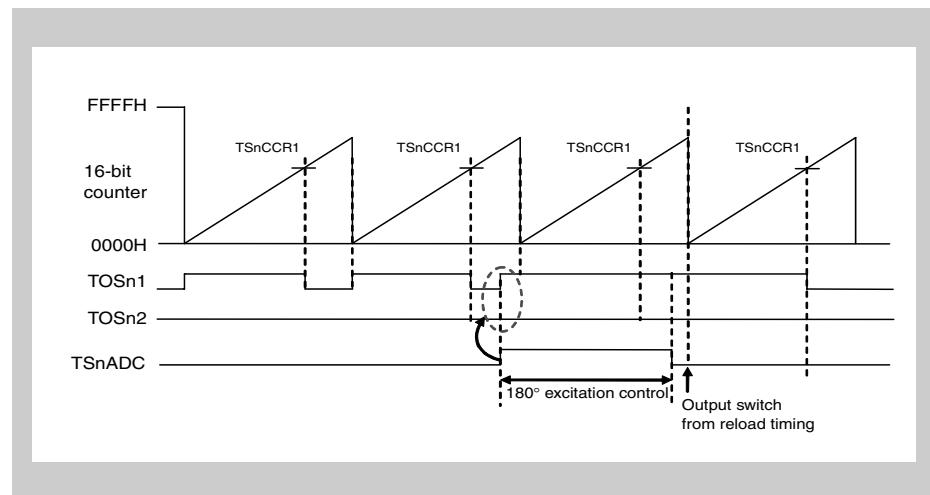 FFFFH
TSnCCR1 TSnCCR1 TSnCCR1 TSnCCR1
16-bit
counter
0000H
TOSn1
TOSn2
TSnADC
180° excitation control
Output switch
from reload timing